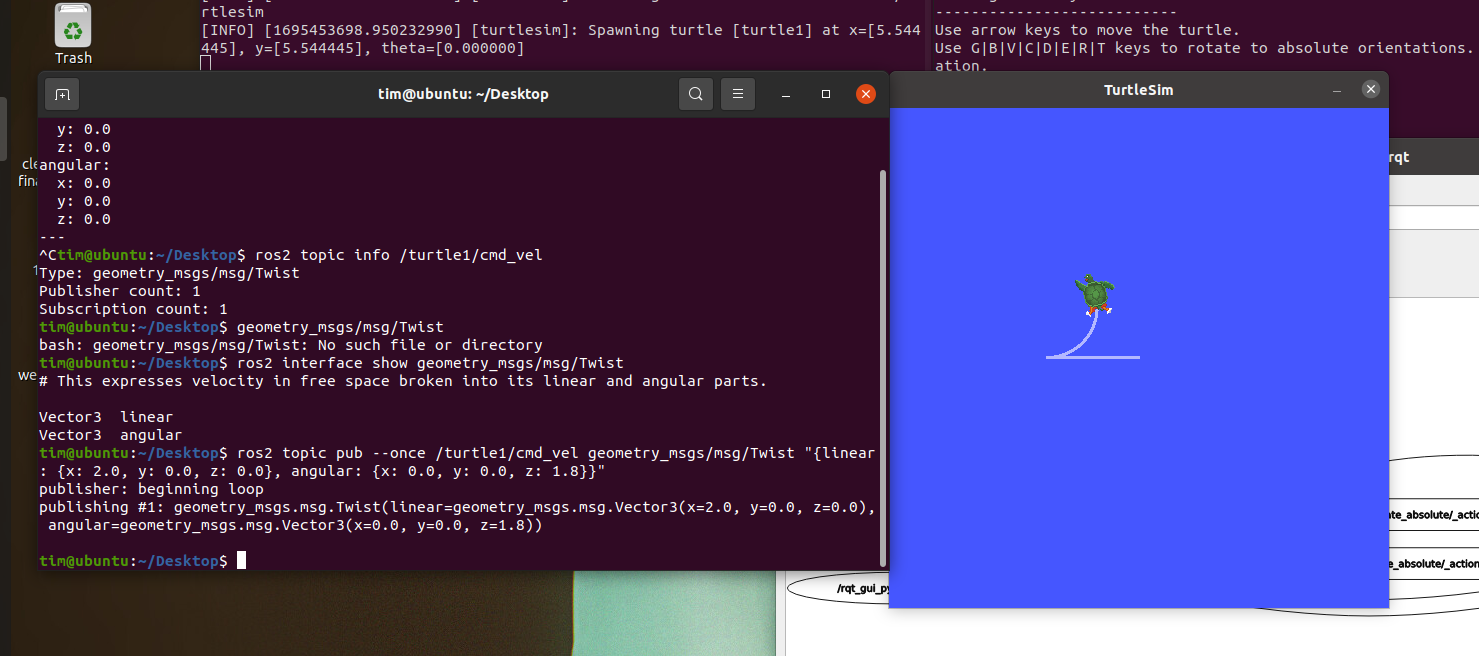 rtlesim
[INFO] [1695453698.950232990] [turtlesim]: Spawning turtle [turtle1] at x=[5.544
445], y=[5.544445], theta=[0.000000]
---------------------------
Use arrow keys to move the turtle.
Use G|B|V|C|D|E|R|T keys to rotate to absolute orientations.
ation.
Trash
tim@ubuntu: ~/Desktop
y: 0.0
z: 0.0
angular:
x: 0.0
y: 0.0
z: 0.0
---
^Ctim@ubuntu:~/Desktop$ ros2 topic info /turtle1/cmd_vel
Type: geometry_msgs/msg/Twist
Publisher count: 1
Subscription count: 1
tim@ubuntu:~/Desktop$ geometry_msgs/msg/Twist
bash: geometry_msgs/msg/Twist: No such file or directory
tim@ubuntu:~/Desktop$ ros2 interface show geometry_msgs/msg/Twist
# This expresses velocity in free space broken into its linear and angular parts.
Vector3  linear
Vector3  angular
tim@ubuntu:~/Desktop$ ros2 topic pub --once /turtle1/cmd_vel geometry_msgs/msg/Twist "{linear
: {x: 2.0, y: 0.0, z: 0.0}, angular: {x: 0.0, y: 0.0, z: 1.8}}"
publisher: beginning loop
publishing #1: geometry_msgs.msg.Twist(linear=geometry_msgs.msg.Vector3(x=2.0, y=0.0, z=0.0),
angular=geometry_msgs.msg.Vector3(x=0.0, y=0.0, z=1.8))
tim@ubuntu:~/Desktop$
TurtleSim
rqt
cle
fina
we
/rqt_gui_py
te_absolute/_actio
e_absolute/_action